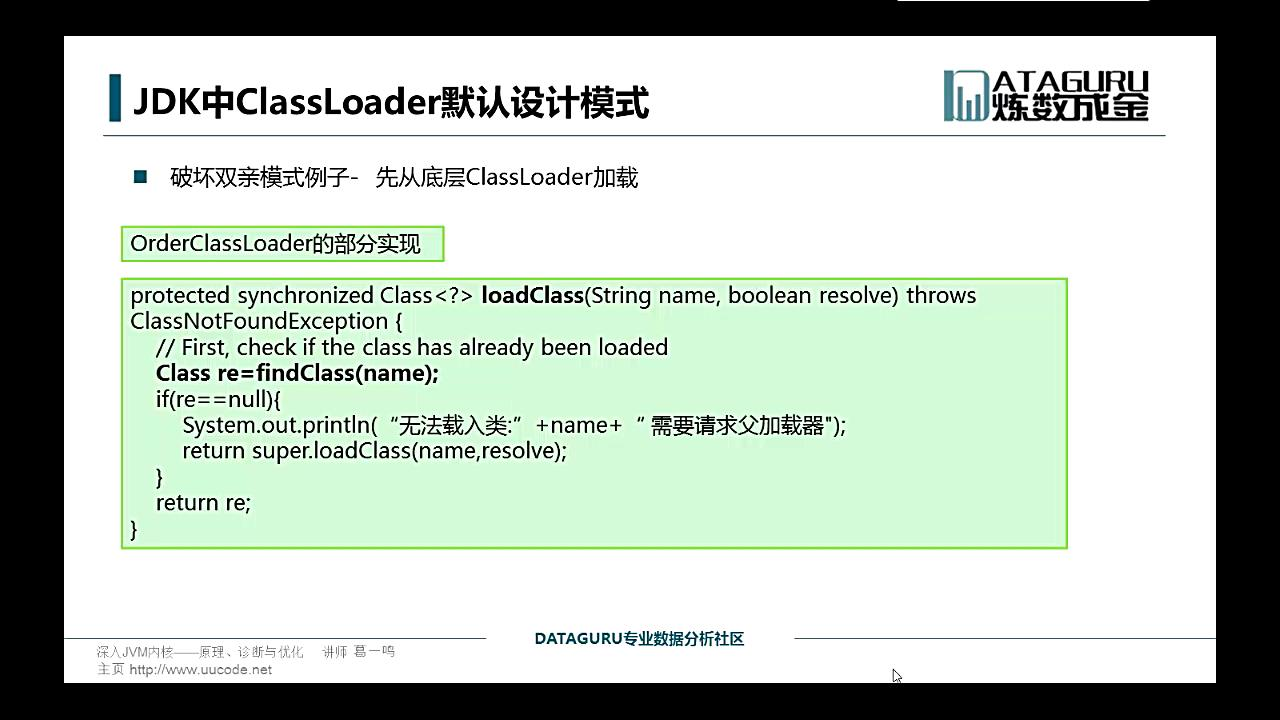 JDK中ClassLoader默认设计模式
ATAGURU
炼数成金
破坏双亲模式例子- 先从底层ClassLoader加载
OrderClassLoader的部分实现
protected synchronized Class<?> loadClass(String name, boolean resolve) throws
ClassNotFoundException {
// First, check if the class has already been loaded
Class re=findClass(name);
if(re==null){
System.out.println(“无法载入类:”+name+“ 需要请求父加载器");
return super.loadClass(name,resolve);
}
return re;
}
DATAGURU专业数据分析社区
深入JVM内核——原理、诊断与优化 讲师 葛一鸣
主页 http://www.uucode.net